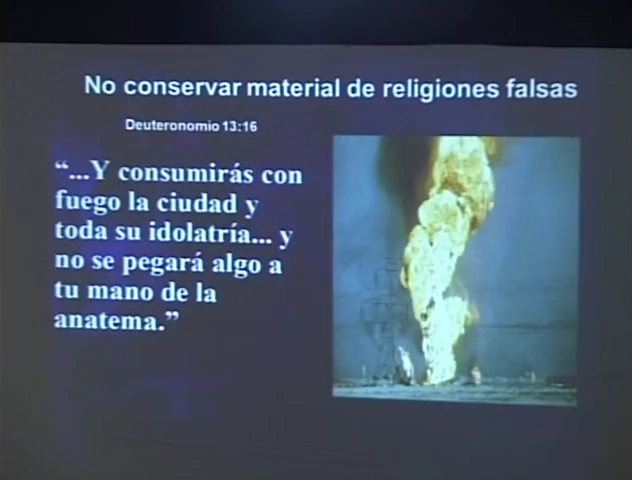 No conservar material de religiones falsas
Deuteronomio 13:16
“...Y consumirás con
fuego la ciudad y
toda su idolatría... y
no se pegará algo a
tu mano de la
anatema.”